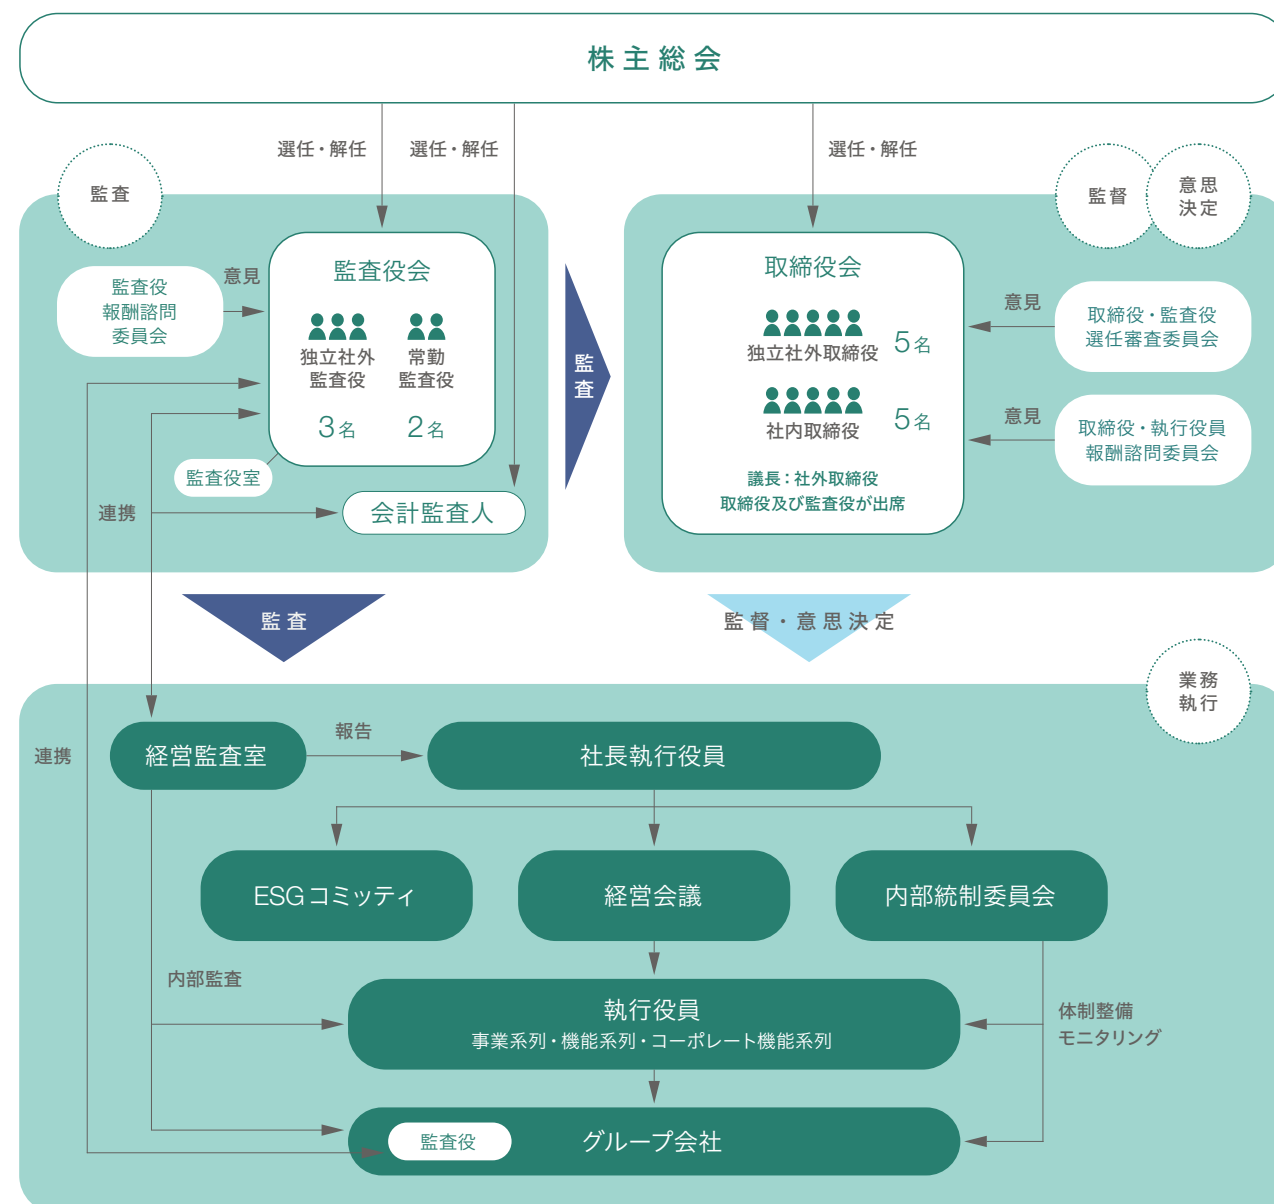 株主総会
選任・解任
選任・解任
選任・解任
監査
監督
意思
決定
監査役
報酬諮問
委員会
意見
監査役会
独立社外
監査役
3名
常勤
監査役
2名
監査役室
会計監査人
連携
監査
取締役会
独立社外取締役
5名
社内取締役
5名
議長：社外取締役
取締役及び監査役が出席
意見
取締役・監査役
選任審査委員会
意見
取締役・執行役員
報酬諮問委員会
監査
監督・意思決定
業務
執行
連携
経営監査室
報告
社長執行役員
ESGコミッティ
経営会議
内部統制委員会
内部監査
執行役員
事業系列・機能系列・コーポレート機能系列
体制整備
モニタリング
監査役
グループ会社